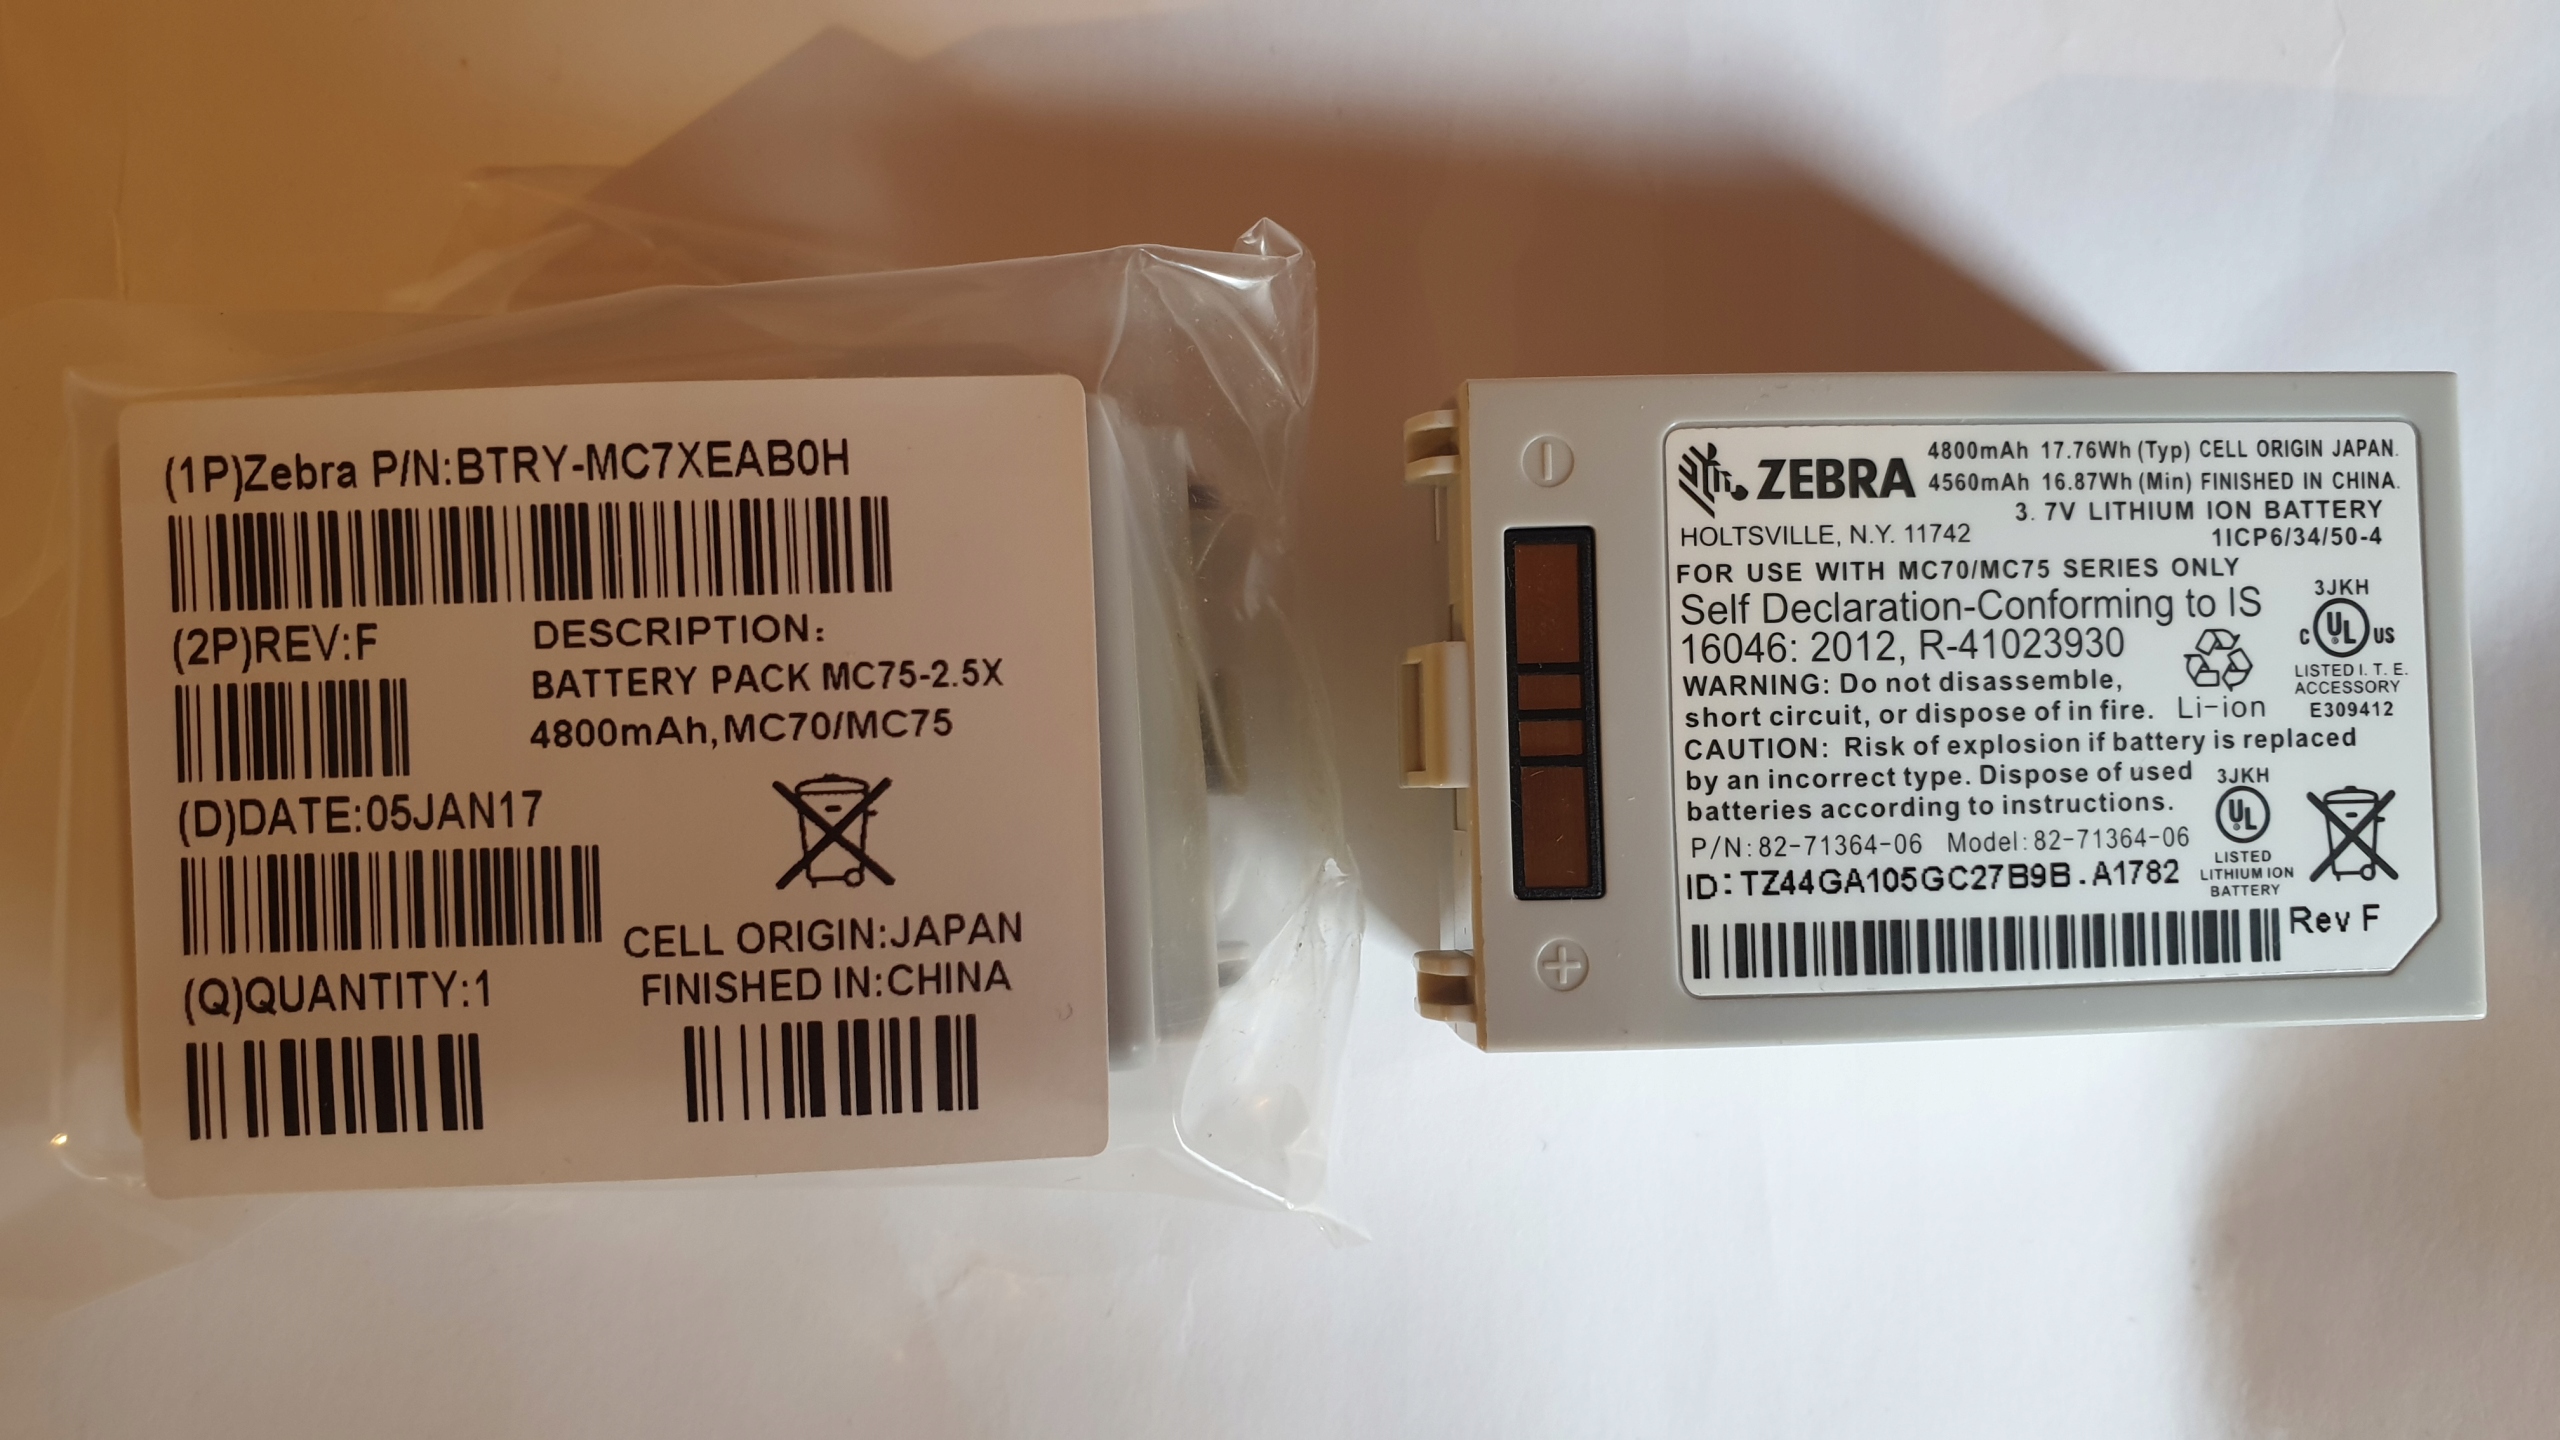 (1P)Zebra P/N:BTRY-MC7XEAB0H
(2P)REV:F
DESCRIPTION:
BATTERY PACK MC75-2.5X
4800mAh,MC70/MC75
(D)DATE:05JAN17
(Q)QUANTITY:1
CELL ORIGIN:JAPAN
FINISHED IN:CHINA
ZEBRA
4800mAh 17.76Wh (Typ) CELL ORIGIN JAPAN.
4560mAh 16.87Wh (Min) FINISHED IN CHINA.
3. 7V LITHIUM ION BATTERY
HOLTSVILLE, N.Y. 11742
1ICP6/34/50-4
FOR USE WITH MC70/MC75 SERIES ONLY
Self Declaration-Conforming to IS
16046: 2012, R-41023930
3JKH
C UL US
LISTED I. T. E.
ACCESSORY
E309412
Li-ion
WARNING: Do not disassemble,
short circuit, or dispose of in fire.
CAUTION: Risk of explosion if battery is replaced
by an incorrect type. Dispose of used
batteries according to instructions.
3JKH
UL
LISTED
LITHIUM ION
BATTERY
P/N: 82-71364-06 Model: 82-71364-06
ID: TZ44GA105GC27B9B.A1782
Rev F